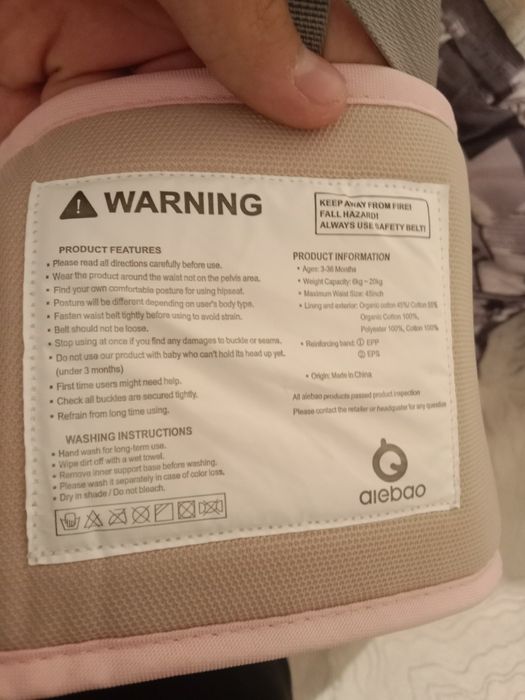 WARNING
KEEP AWAY FROM FIRE!
FALL HAZARD!
ALWAYS USE SAFETY BELT!
PRODUCT FEATURES
• Please read all directions carefully before use.
• Wear the product around the waist not on the pelvis area.
• Find your own comfortable posture for using hipseat.
• Posture will be different depending on user's body type.
• Fasten waist belt tightly before using to avoid strain.
• Belt should not be loose.
• Stop using at once if you find any damages to buckle or seams.
• Do not use our product with baby who can't hold its head up yet.
(under 3 months)
• First time users might need help.
• Check all buckles are secured tightly.
• Refrain from long time using.
WASHING INSTRUCTIONS
• Hand wash for long-term use.
• Wipe dirt off with a wet towel.
• Remove inner support base before washing.
• Please wash it separately in case of color loss.
• Dry in shade / Do not bleach.
PRODUCT INFORMATION
• Ages: 3-36 Months
• Weight Capacity: 6kg~20kg
• Maximum Waist Size: 45inch
• Lining and exterior: Organic cotton 45%/ Cotton 55%
Organic Cotton 100%,
Polyester 100%, Cotton 100%
• Reinforcing band: ① EPP
② EPS
• Origin: Made in China
All aiebao products passed product inspection
Please contact the retailer or headquater for any question
aiebao